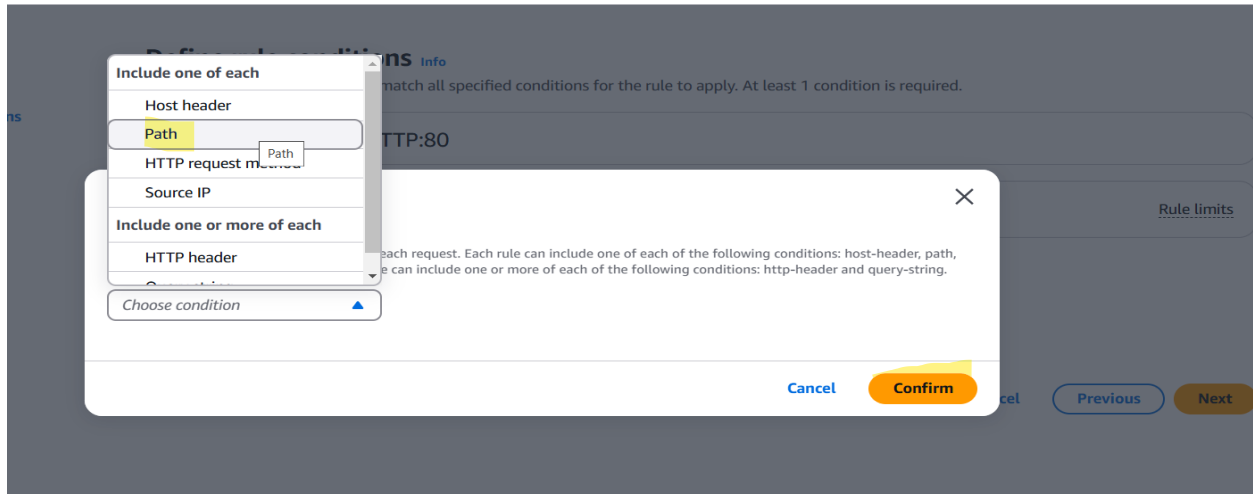 Info
match all specified conditions for the rule to apply. At least 1 condition is required.
Include one of each
Host header
Path
HTTP request
Path
Source IP
TTP:80
Rule limits
Include one or more of each
HTTP header
each request. Each rule can include one of each of the following conditions: host-header, path,
e can include one or more of each of the following conditions: http-header and query-string.
Choose condition
Cancel
Confirm
cel
Previous
Next
ns